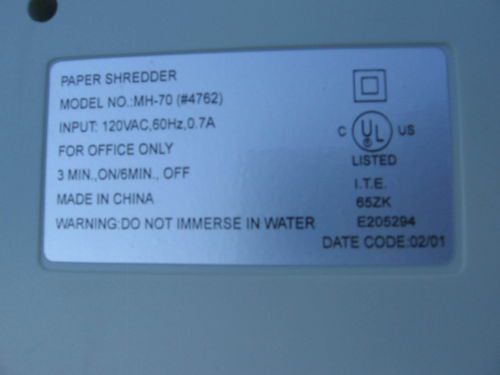 PAPER SHREDDER
MODEL NO.:MH-70 (#4762)
INPUT: 120VAC,60Hz,0.7A
FOR OFFICE ONLY
3 MIN.,ON/6MIN., OFF
MADE IN CHINA
WARNING:DO NOT IMMERSE IN WATER
C UL US
LISTED
I.T.E.
65ZK
E205294
DATE CODE:02/01